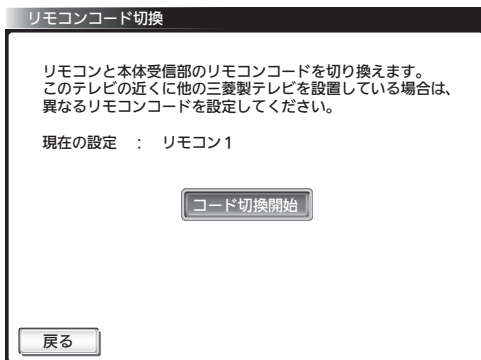 リモコンコード切換
リモコンと本体受信部のリモコンコードを切り換えます。
このテレビの近くに他の三菱製テレビを設置している場合は、
異なるリモコンコードを設定してください。
現在の設定 : リモコン1
コード切換開始
戻る